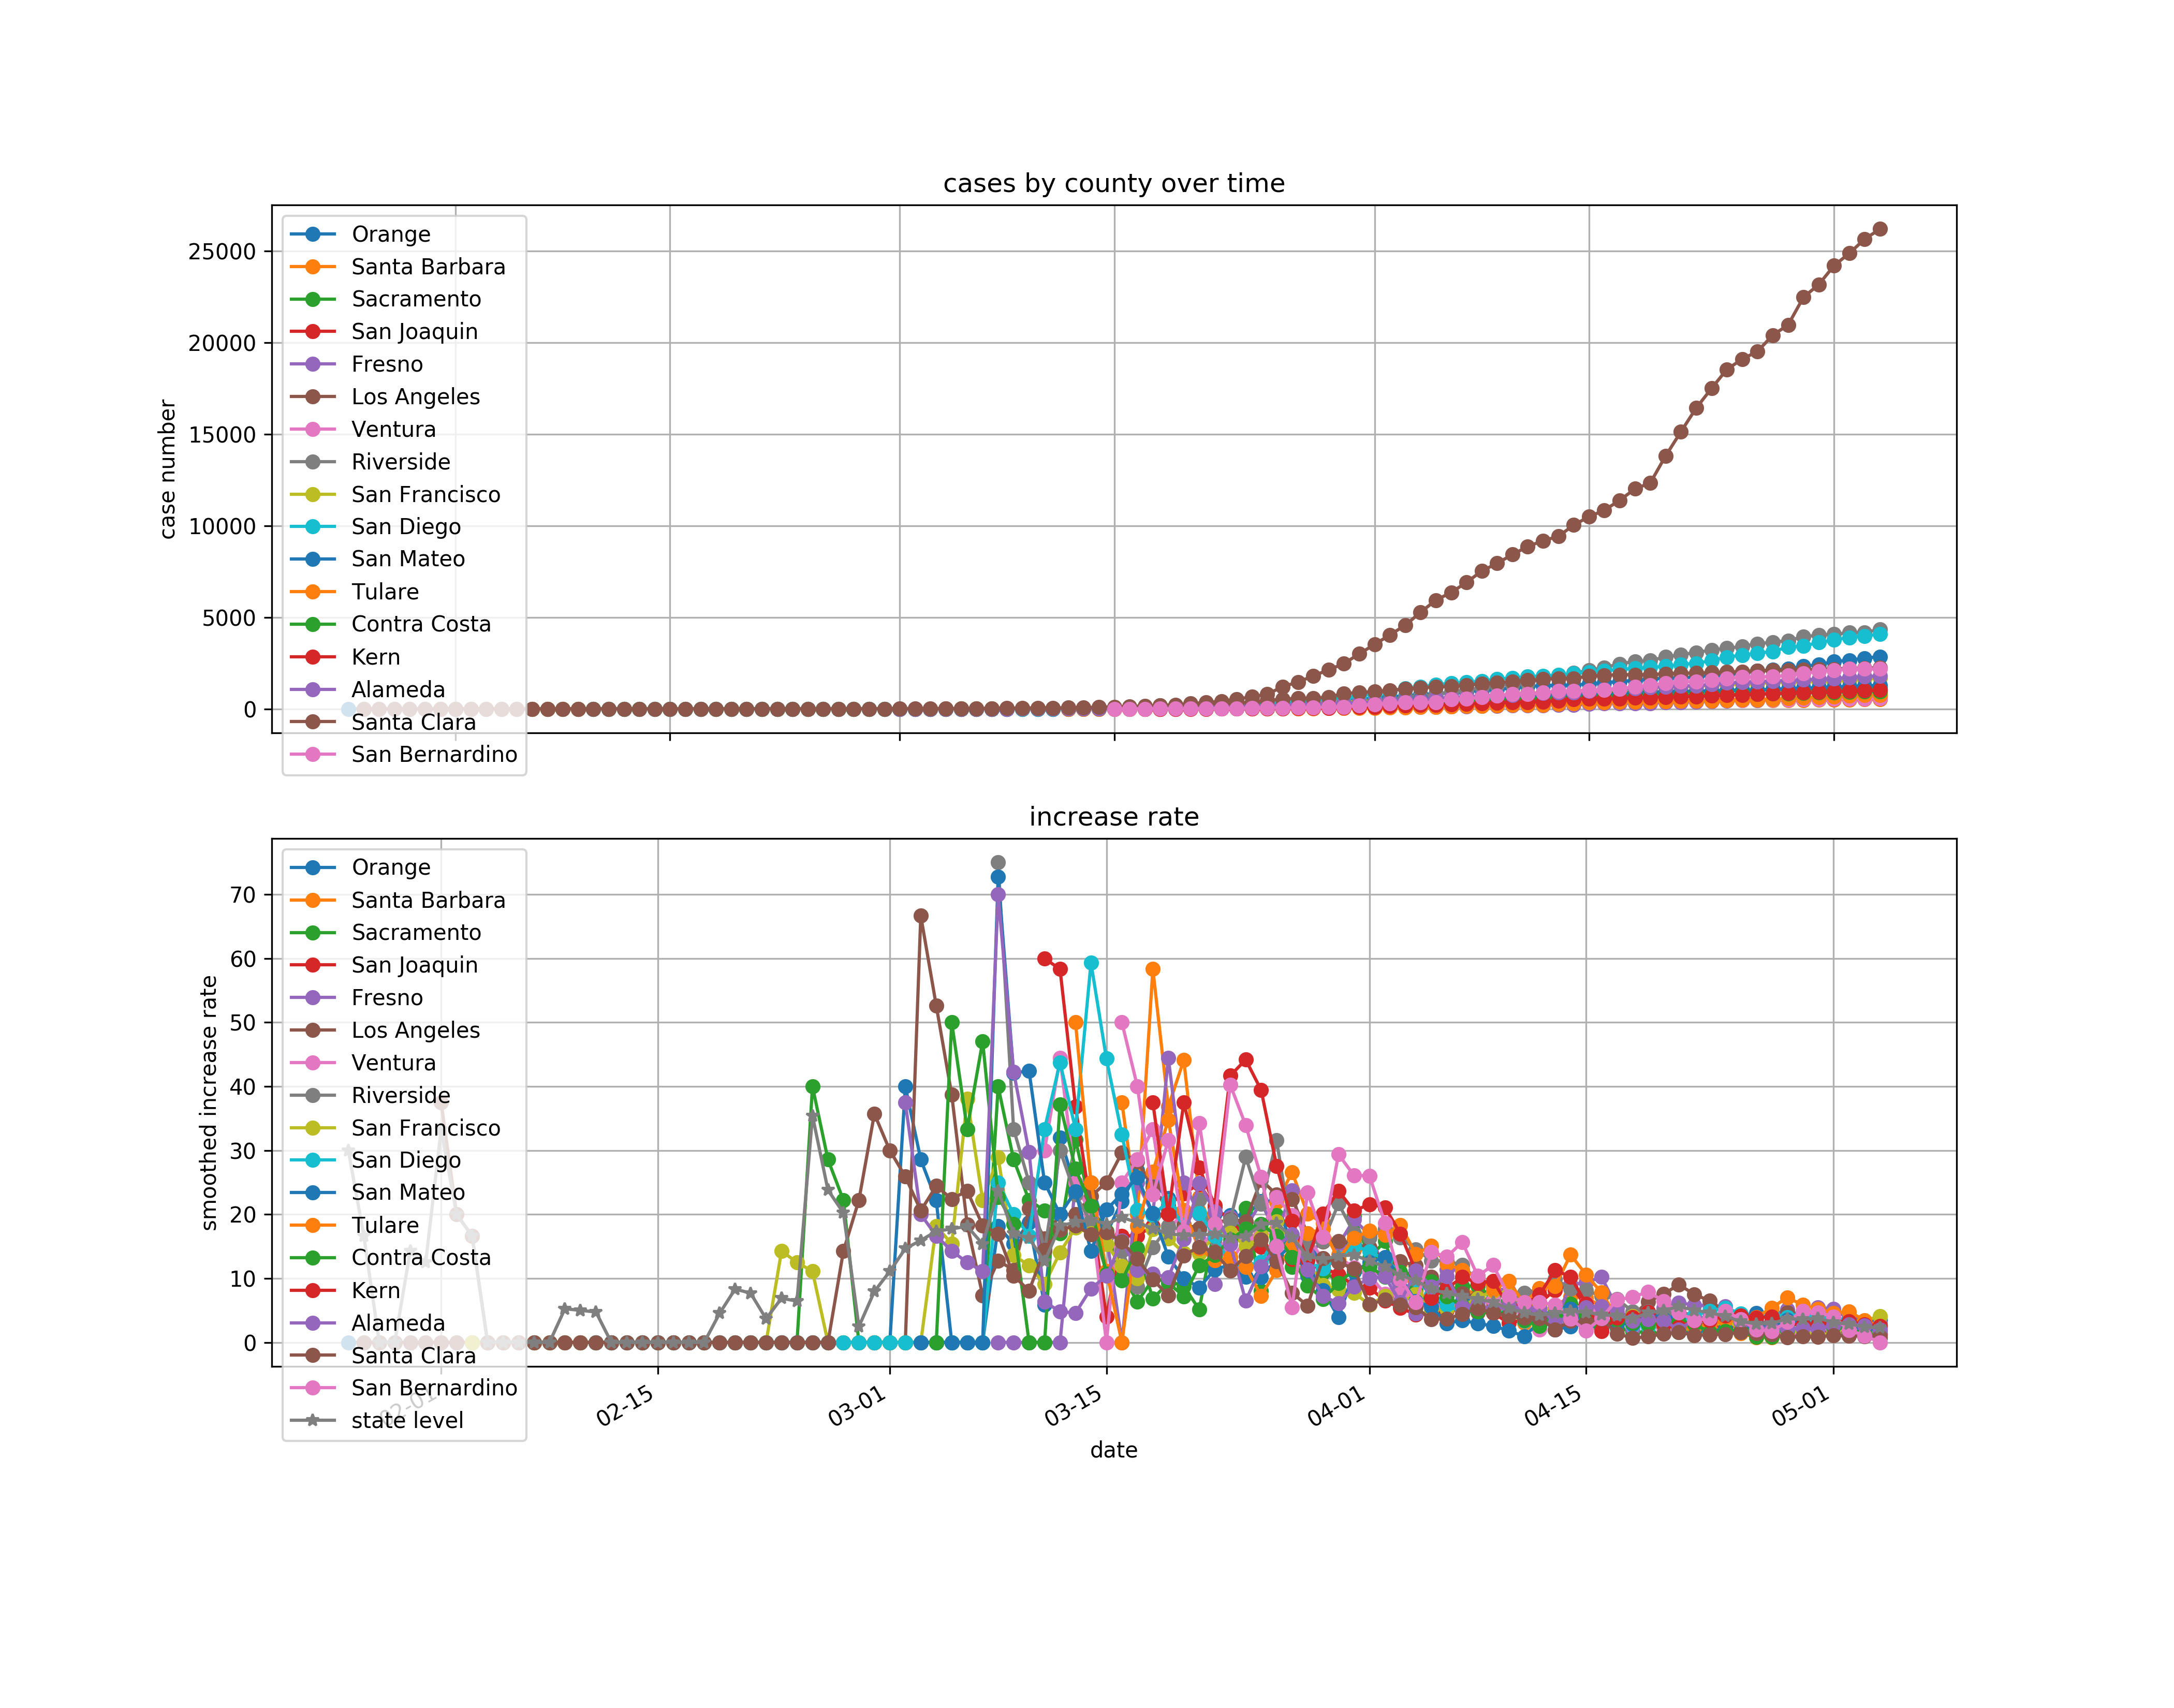 cases by county over time
case number
25000
20000
15000
10000
5000
0
Orange
Santa Barbara
Sacramento
San Joaquin
Fresno
Los Angeles
Ventura
Riverside
San Francisco
San Diego
San Mateo
Tulare
Contra Costa
Kern
Alameda
Santa Clara
San Bernardino
increase rate
smoothed increase rate
70
60
50
40
30
20
10
0
Orange
Santa Barbara
Sacramento
San Joaquin
Fresno
Los Angeles
Ventura
Riverside
San Francisco
San Diego
San Mateo
Tulare
Contra Costa
Kern
Alameda
Santa Clara
San Bernardino
state level
02-01
02-15
03-01
03-15
04-01
04-15
05-01
date